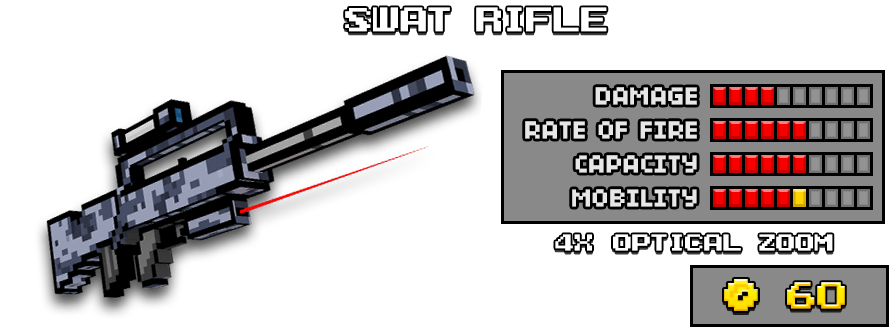 SWAT RIFLE
DAMAGE
RATE OF FIRE
CAPACITY
MOBILITY
4X OPTICAL ZOOM
60